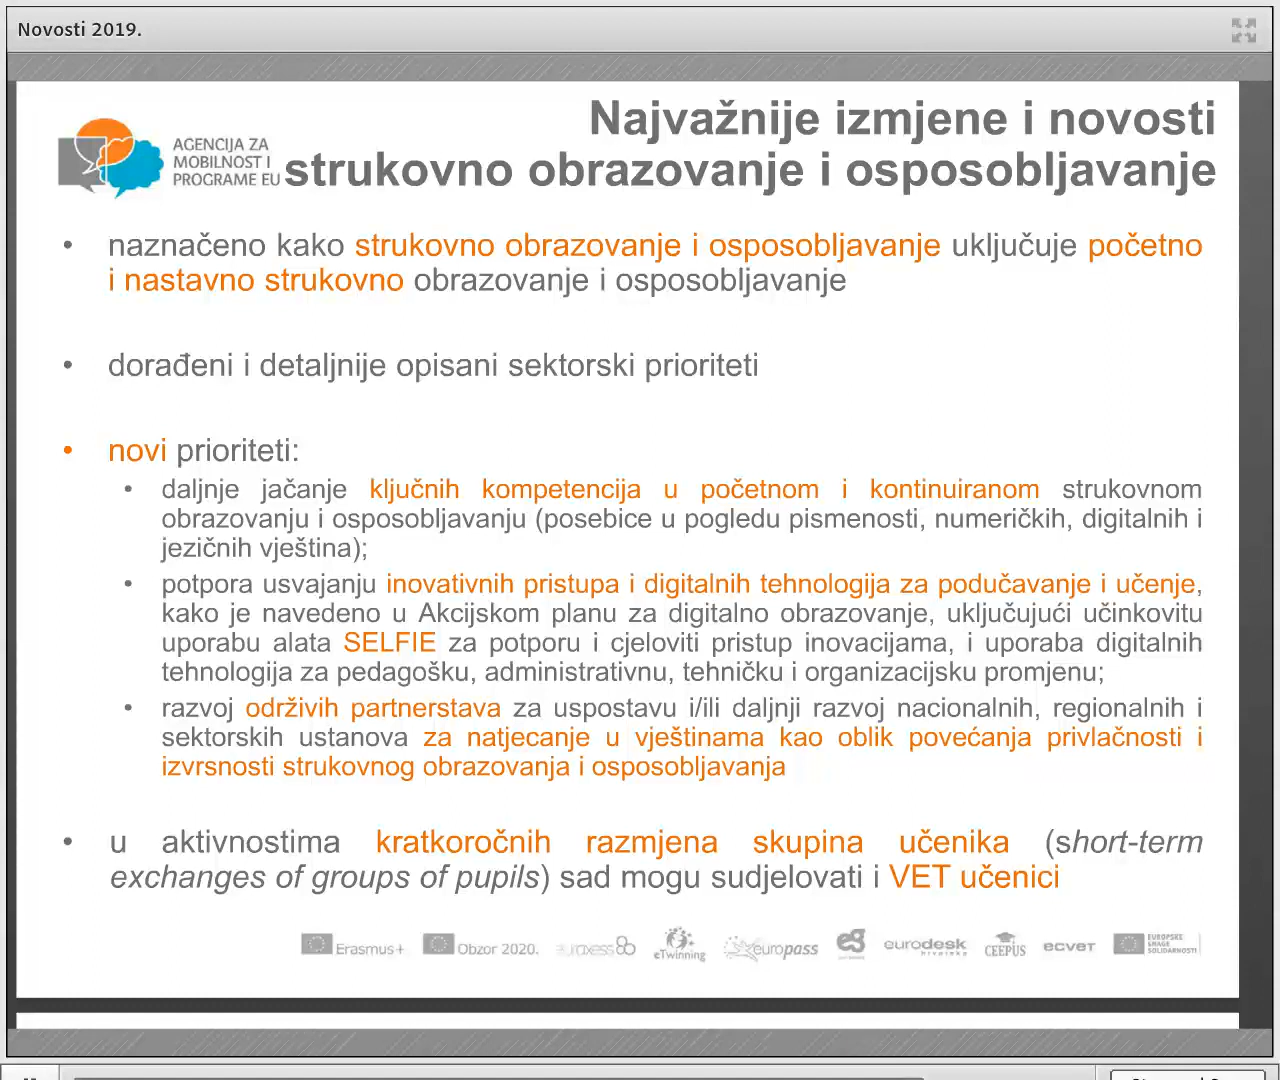 Novosti 2019.
AGENCIJA ZA
MOBILNOST I
PROGRAME EU
Najvažnije izmjene i novosti
strukovno obrazovanje i osposobljavanje
• naznačeno kako strukovno obrazovanje i osposobljavanje uključuje početno
i nastavno strukovno obrazovanje i osposobljavanje
• dorađeni i detaljnije opisani sektorski prioriteti
• novi prioriteti:
• daljnje jačanje ključnih kompetencija u početnom i kontinuiranom strukovnom
obrazovanju i osposobljavanju (posebice u pogledu pismenosti, numeričkih, digitalnih i
jezičnih vještina);
• potpora usvajanju inovativnih pristupa i digitalnih tehnologija za podučavanje i učenje,
kako je navedeno u Akcijskom planu za digitalno obrazovanje, uključujući učinkovitu
uporabu alata SELFIE za potporu i cjeloviti pristup inovacijama, i uporaba digitalnih
tehnologija za pedagošku, administrativnu, tehničku i organizacijsku promjenu;
• razvoj održivih partnerstava za uspostavu i/ili daljnji razvoj nacionalnih, regionalnih i
sektorskih ustanova za natjecanje u vještinama kao oblik povećanja privlačnosti i
izvrsnosti strukovnog obrazovanja i osposobljavanja
• u aktivnostima kratkoročnih razmjena skupina učenika (short-term
exchanges of groups of pupils) sad mogu sudjelovati i VET učenici
Erasmus+ Obzor 2020. euraxess eTwinning europass eurodesk hrvatska CEEPUS ecvet EUROPSKE SNAGE SOLIDARNOSTI